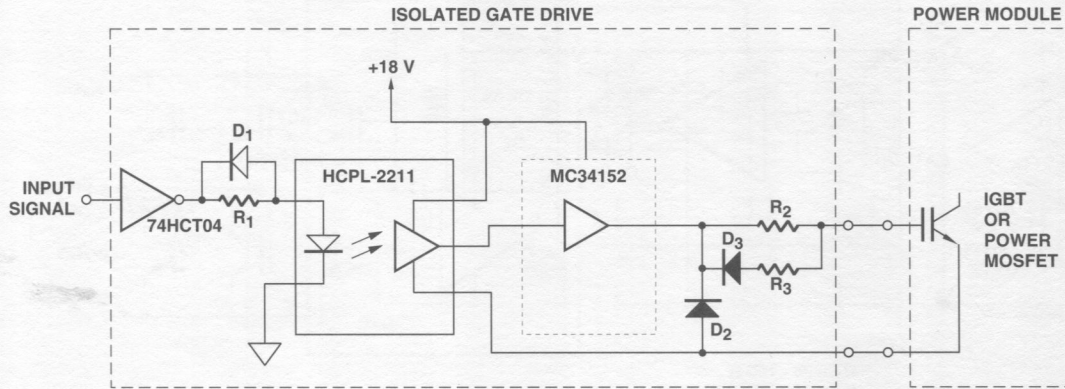 ISOLATED GATE DRIVE
POWER MODULE
+18 V
D1
HCPL-2211
MC34152
INPUT
SIGNAL
74HCT04
R1
R2
D3
R3
D2
IGBT
OR
POWER
MOSFET